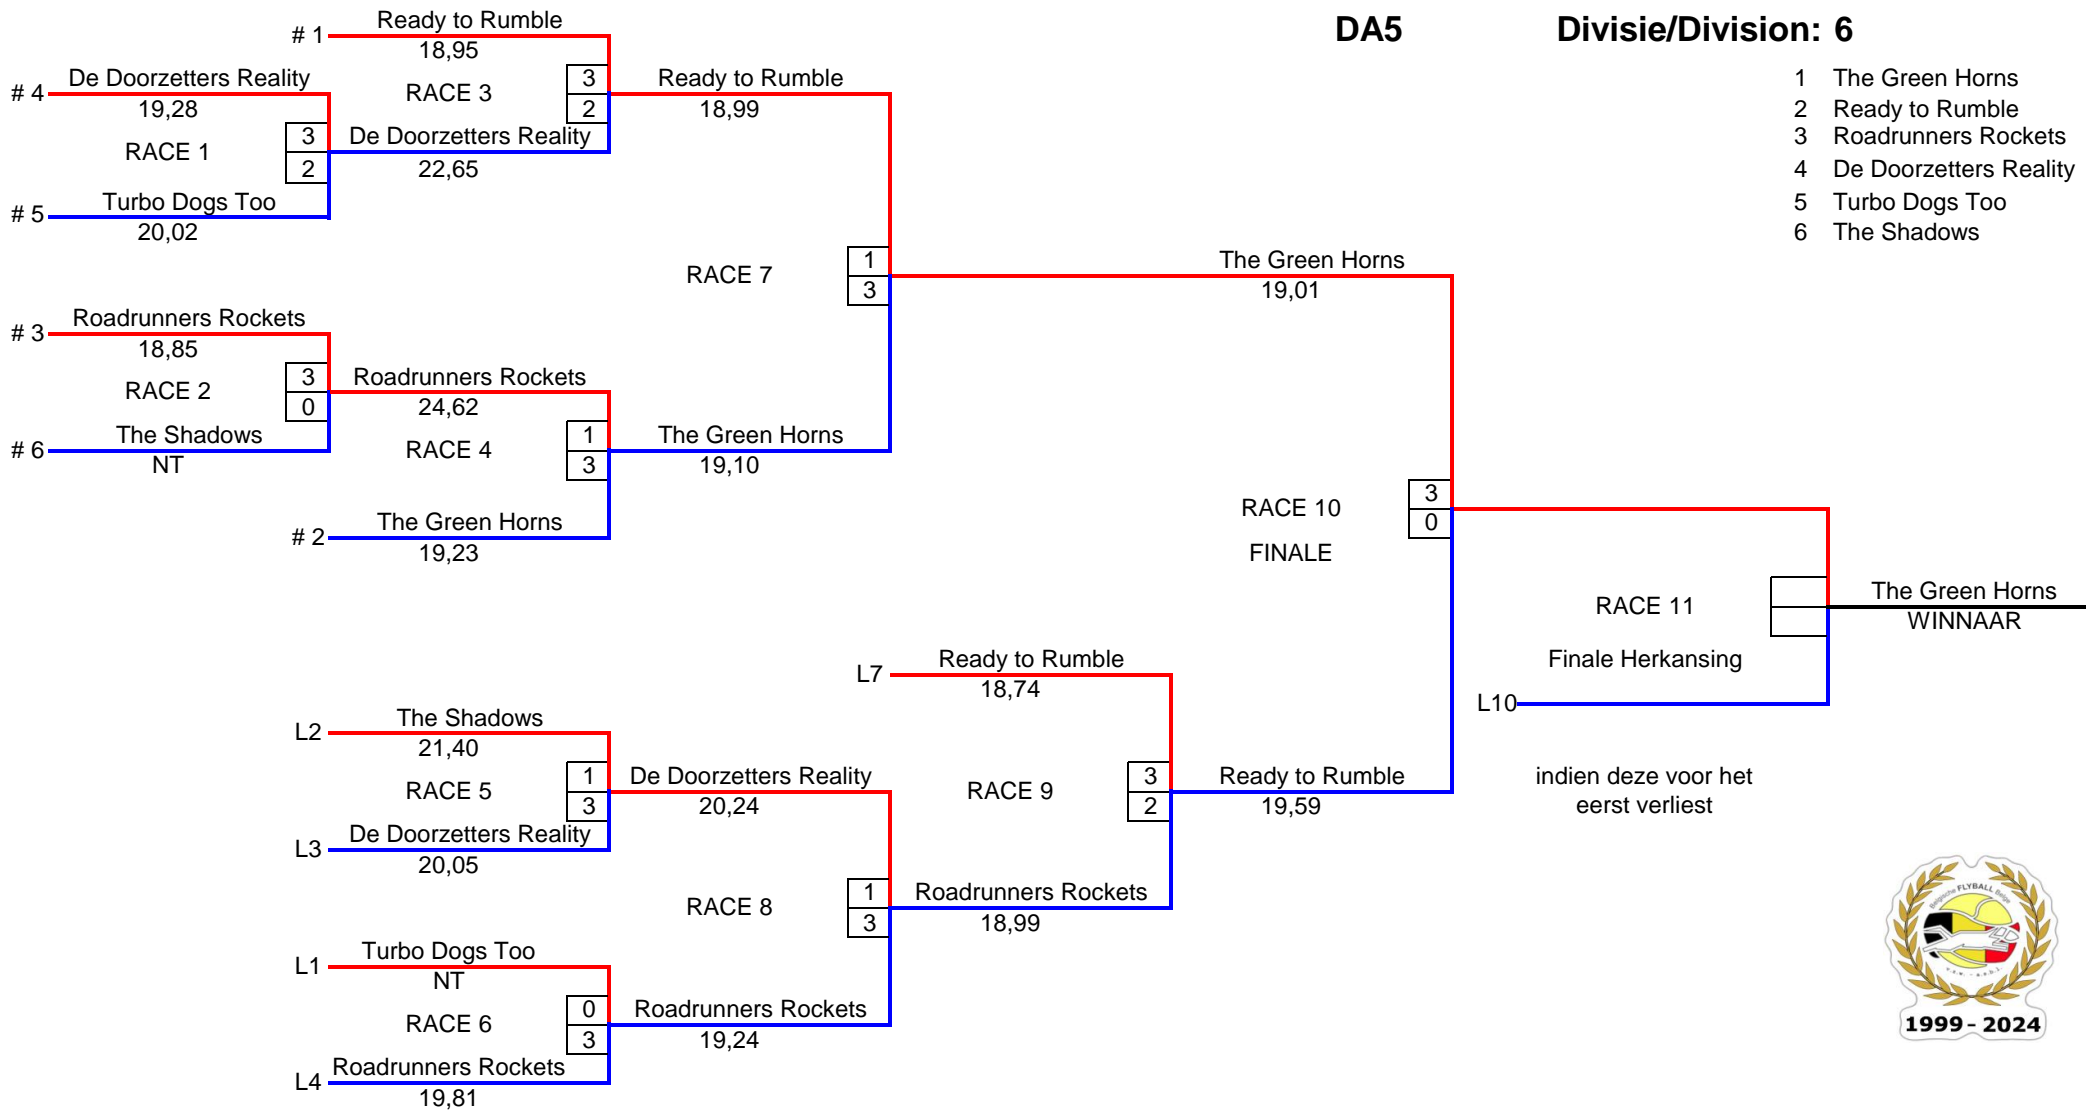 DA5 Divisie/Division: 6
1 The Green Horns
2 Ready to Rumble
3 Roadrunners Rockets
4 De Doorzetters Reality
5 Turbo Dogs Too
6 The Shadows
# 1 Ready to Rumble
18,95
# 4 De Doorzetters Reality
19,28
RACE 3
3
2
Ready to Rumble
18,99
RACE 1
3
2
De Doorzetters Reality
22,65
# 5 Turbo Dogs Too
20,02
RACE 7
1
3
The Green Horns
19,01
# 3 Roadrunners Rockets
18,85
RACE 2
3
0
Roadrunners Rockets
24,62
# 6 The Shadows
NT
RACE 4
1
3
The Green Horns
19,10
# 2 The Green Horns
19,23
RACE 10
3
0
FINALE
RACE 11
The Green Horns
WINNAAR
Finale Herkansing
L10
indien deze voor het
eerst verliest
L7 Ready to Rumble
18,74
L2 The Shadows
21,40
RACE 5
1
3
De Doorzetters Reality
20,24
RACE 9
3
2
Ready to Rumble
19,59
L3 De Doorzetters Reality
20,05
RACE 8
1
3
Roadrunners Rockets
18,99
L1 Turbo Dogs Too
NT
RACE 6
0
3
Roadrunners Rockets
19,24
L4 Roadrunners Rockets
19,81
Belgische FLYBALL Belge
v.z.w. - a.s.b.l.
1999 - 2024